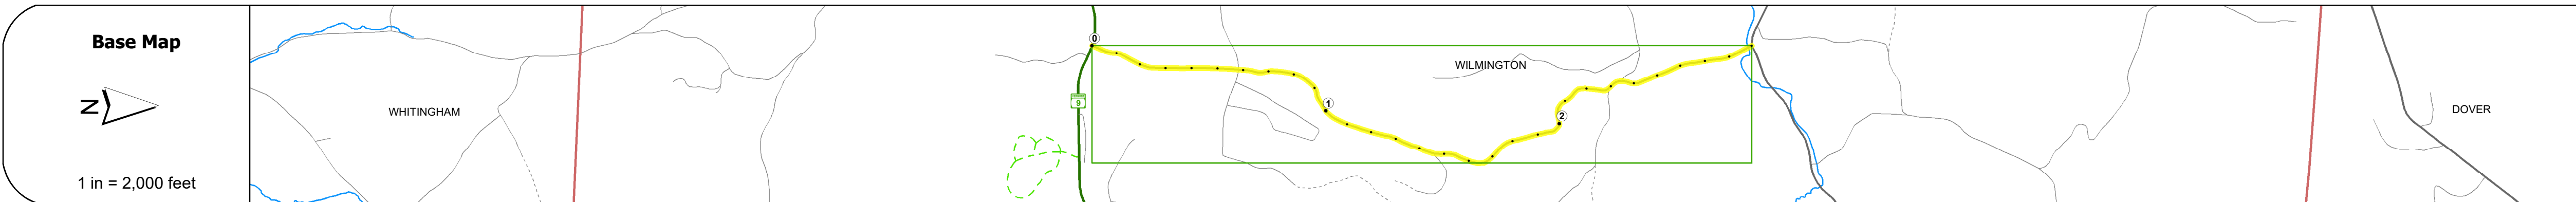 Base Map
N
1 in = 2,000 feet
WHITINGHAM
0
9
1
WILMINGTON
2
DOVER